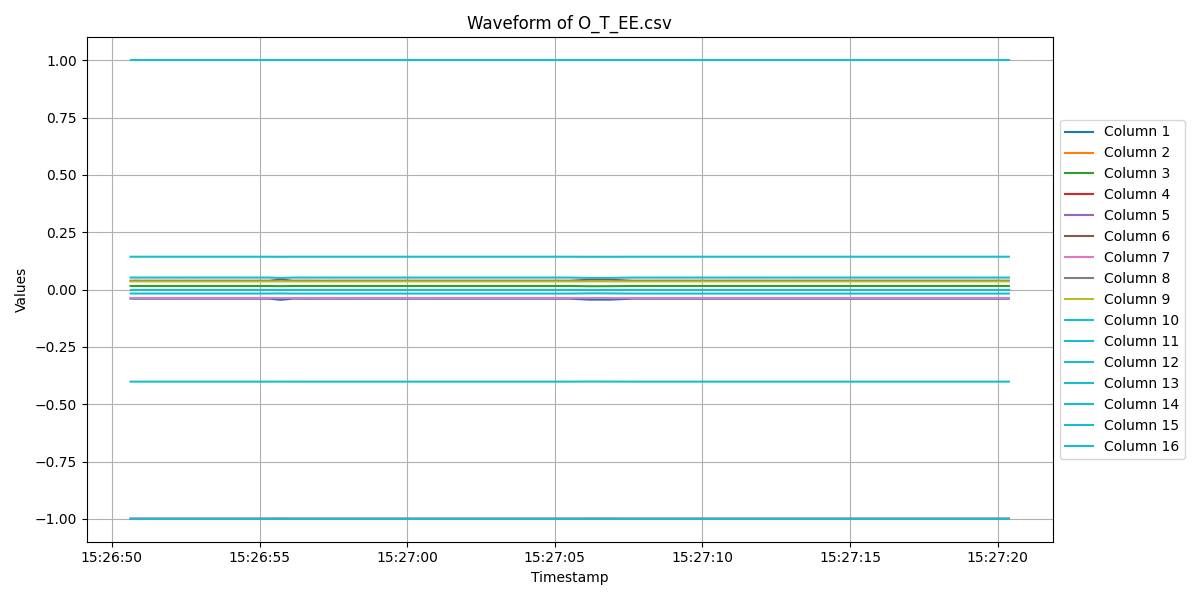 Waveform of O_T_EE.csv
Values
1.00
0.75
0.50
0.25
0.00
−0.25
−0.50
−0.75
−1.00
15:26:50 15:26:55 15:27:00 15:27:05 15:27:10 15:27:15 15:27:20
Timestamp
Column 1
Column 2
Column 3
Column 4
Column 5
Column 6
Column 7
Column 8
Column 9
Column 10
Column 11
Column 12
Column 13
Column 14
Column 15
Column 16